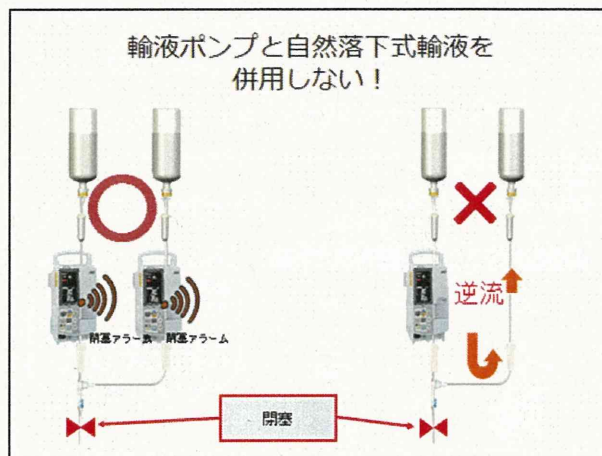 輸液ポンプと自然落下式輸液を
併用しない！
逆流
閉塞アラーム
閉塞アラーム
閉塞